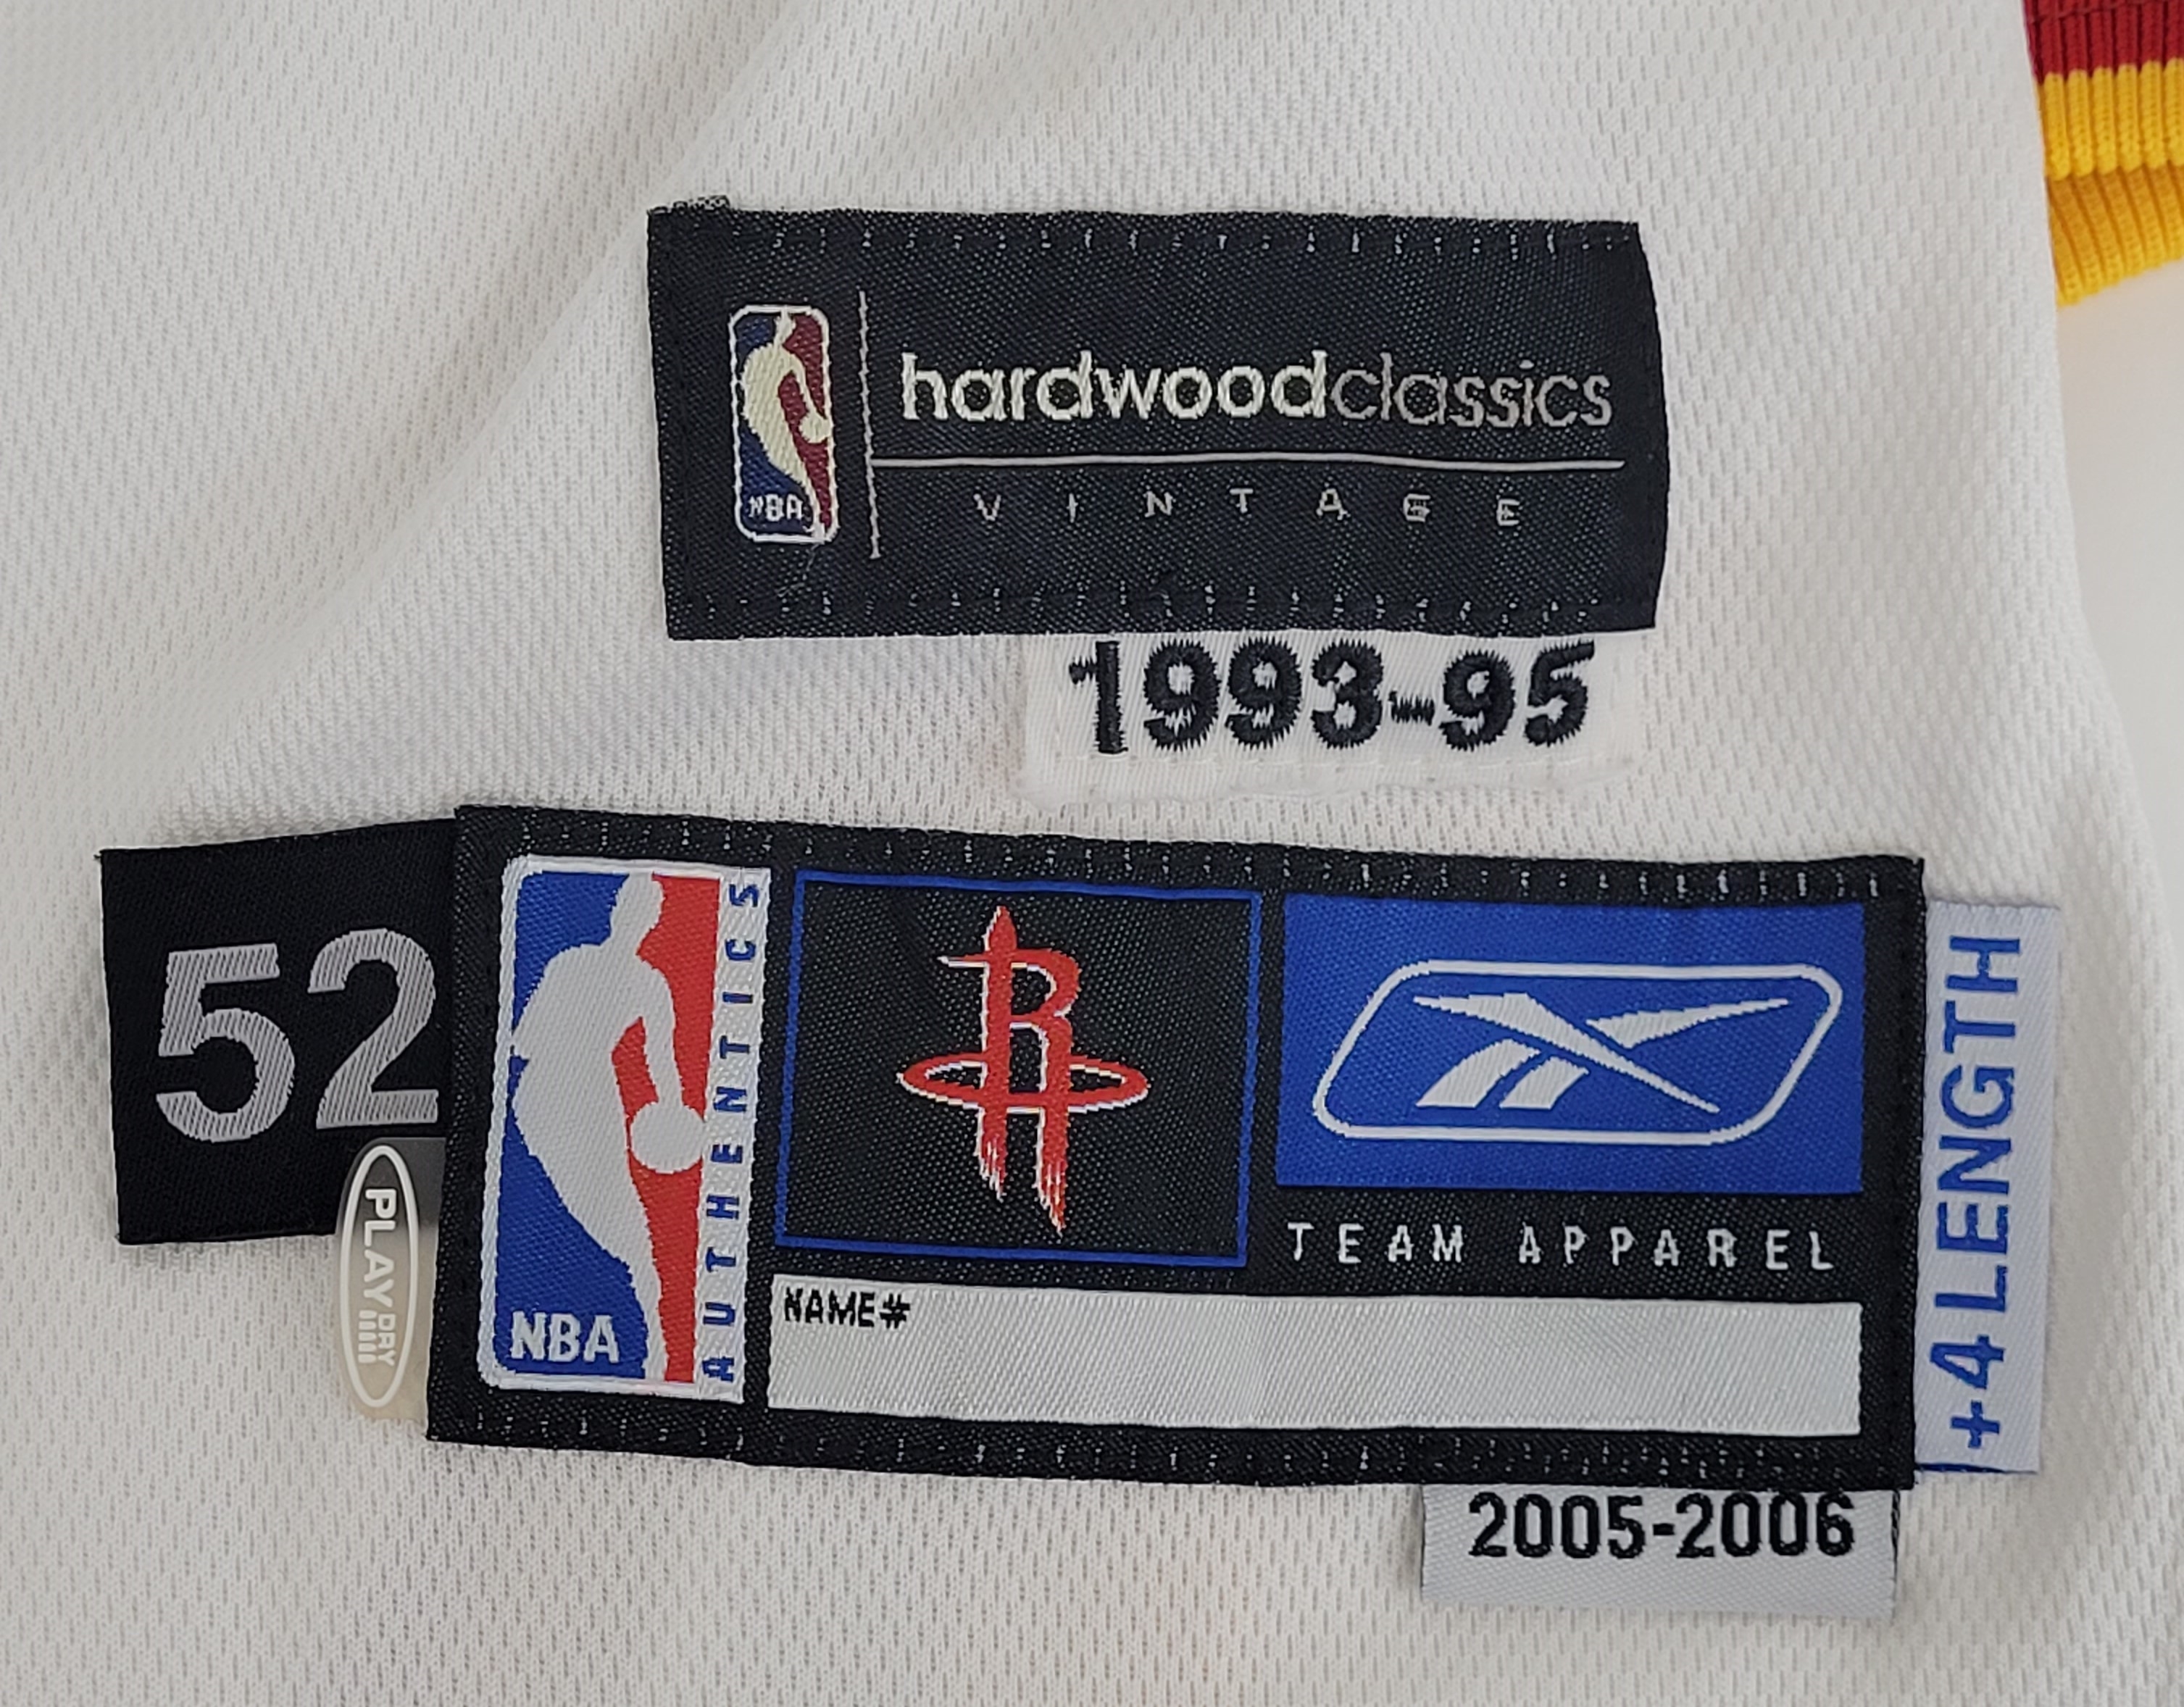 NBA
hardwoodclassics
VINTAGE
1993-95
52
PLAY DRY
NBA
AUTHENTICS
R
TEAM APPAREL
NAME#
+4 LENGTH
2005-2006